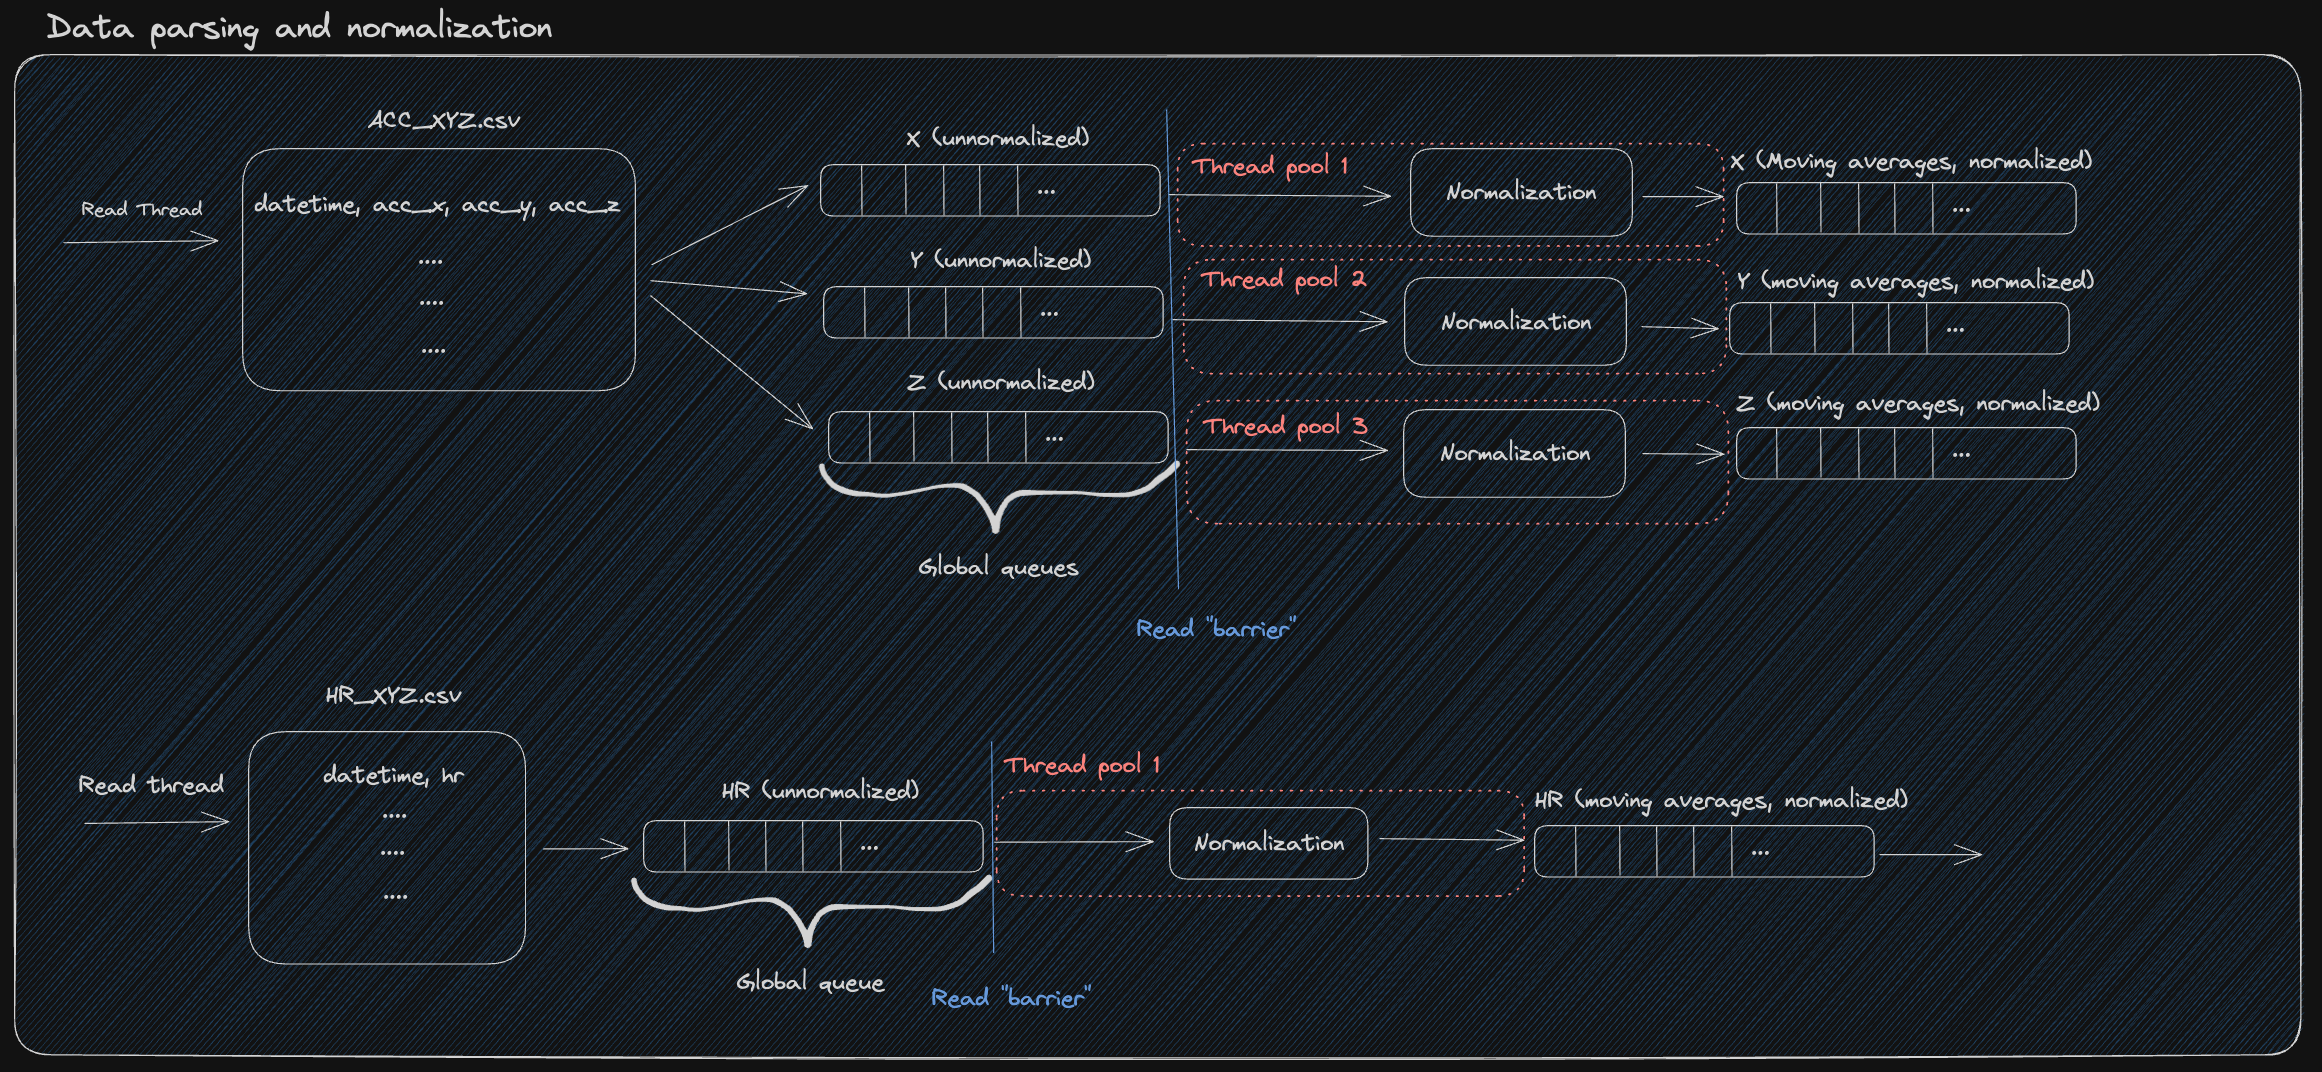 Data parsing and normalization
ACC_XYZ.csv
Read Thread
datetime, acc_x, acc_y, acc_z
....
....
....
X (unnormalized)
...
Y (unnormalized)
...
Z (unnormalized)
...
Global queues
Read "barrier"
Thread pool 1
Normalization
X (Moving averages, normalized)
...
Thread pool 2
Normalization
Y (moving averages, normalized)
...
Thread pool 3
Normalization
Z (moving averages, normalized)
...
HR_XYZ.csv
Read thread
datetime, hr
....
....
....
HR (unnormalized)
...
Global queue
Read "barrier"
Thread pool 1
Normalization
HR (moving averages, normalized)
...